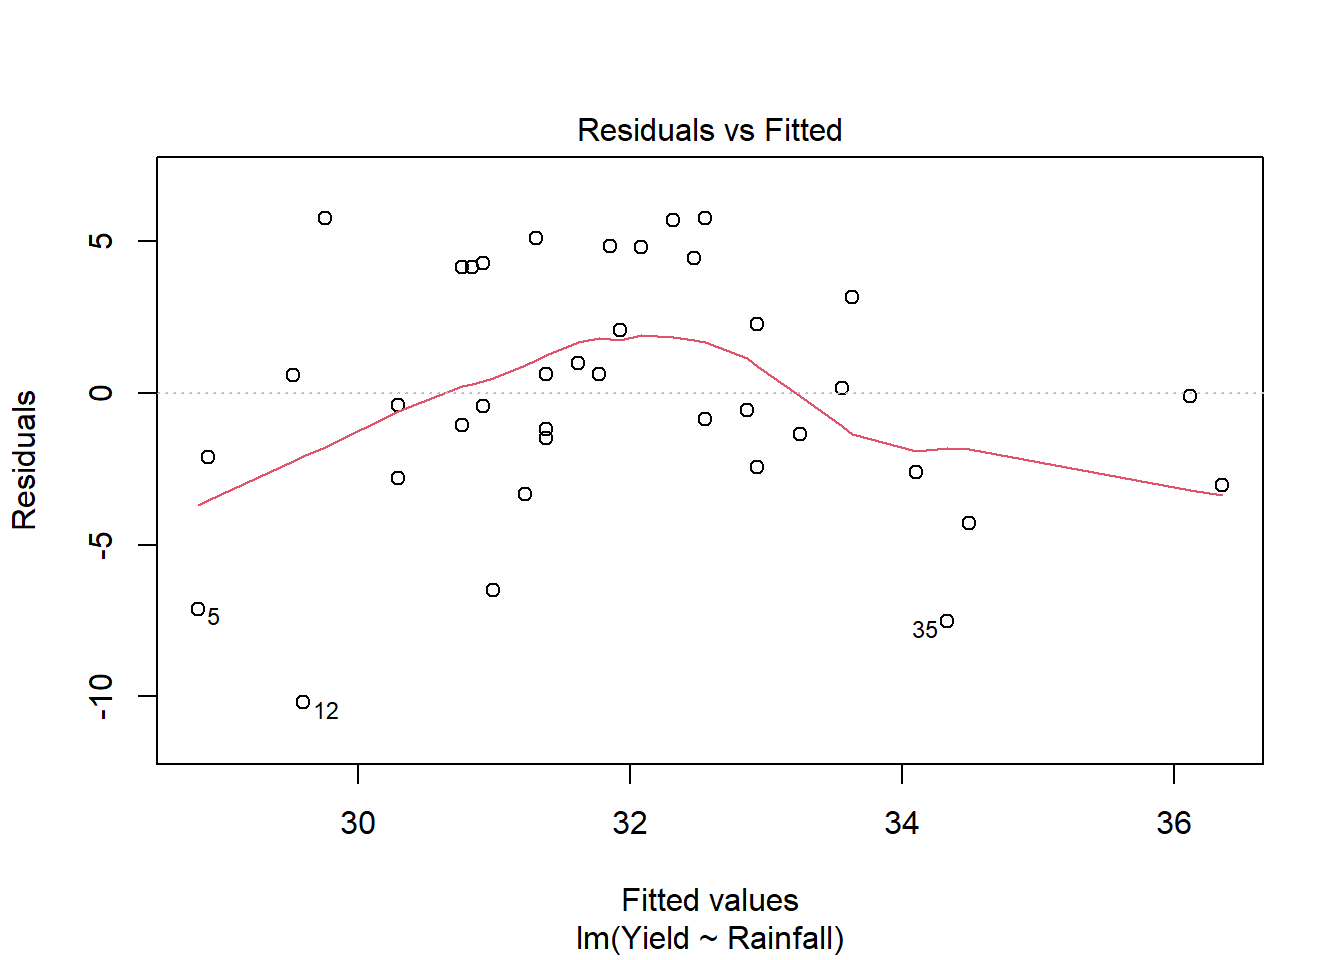 Residuals vs Fitted
Residuals
5
0
-5
-10
5
12
35
30 32 34 36
Fitted values
lm(Yield ~ Rainfall)